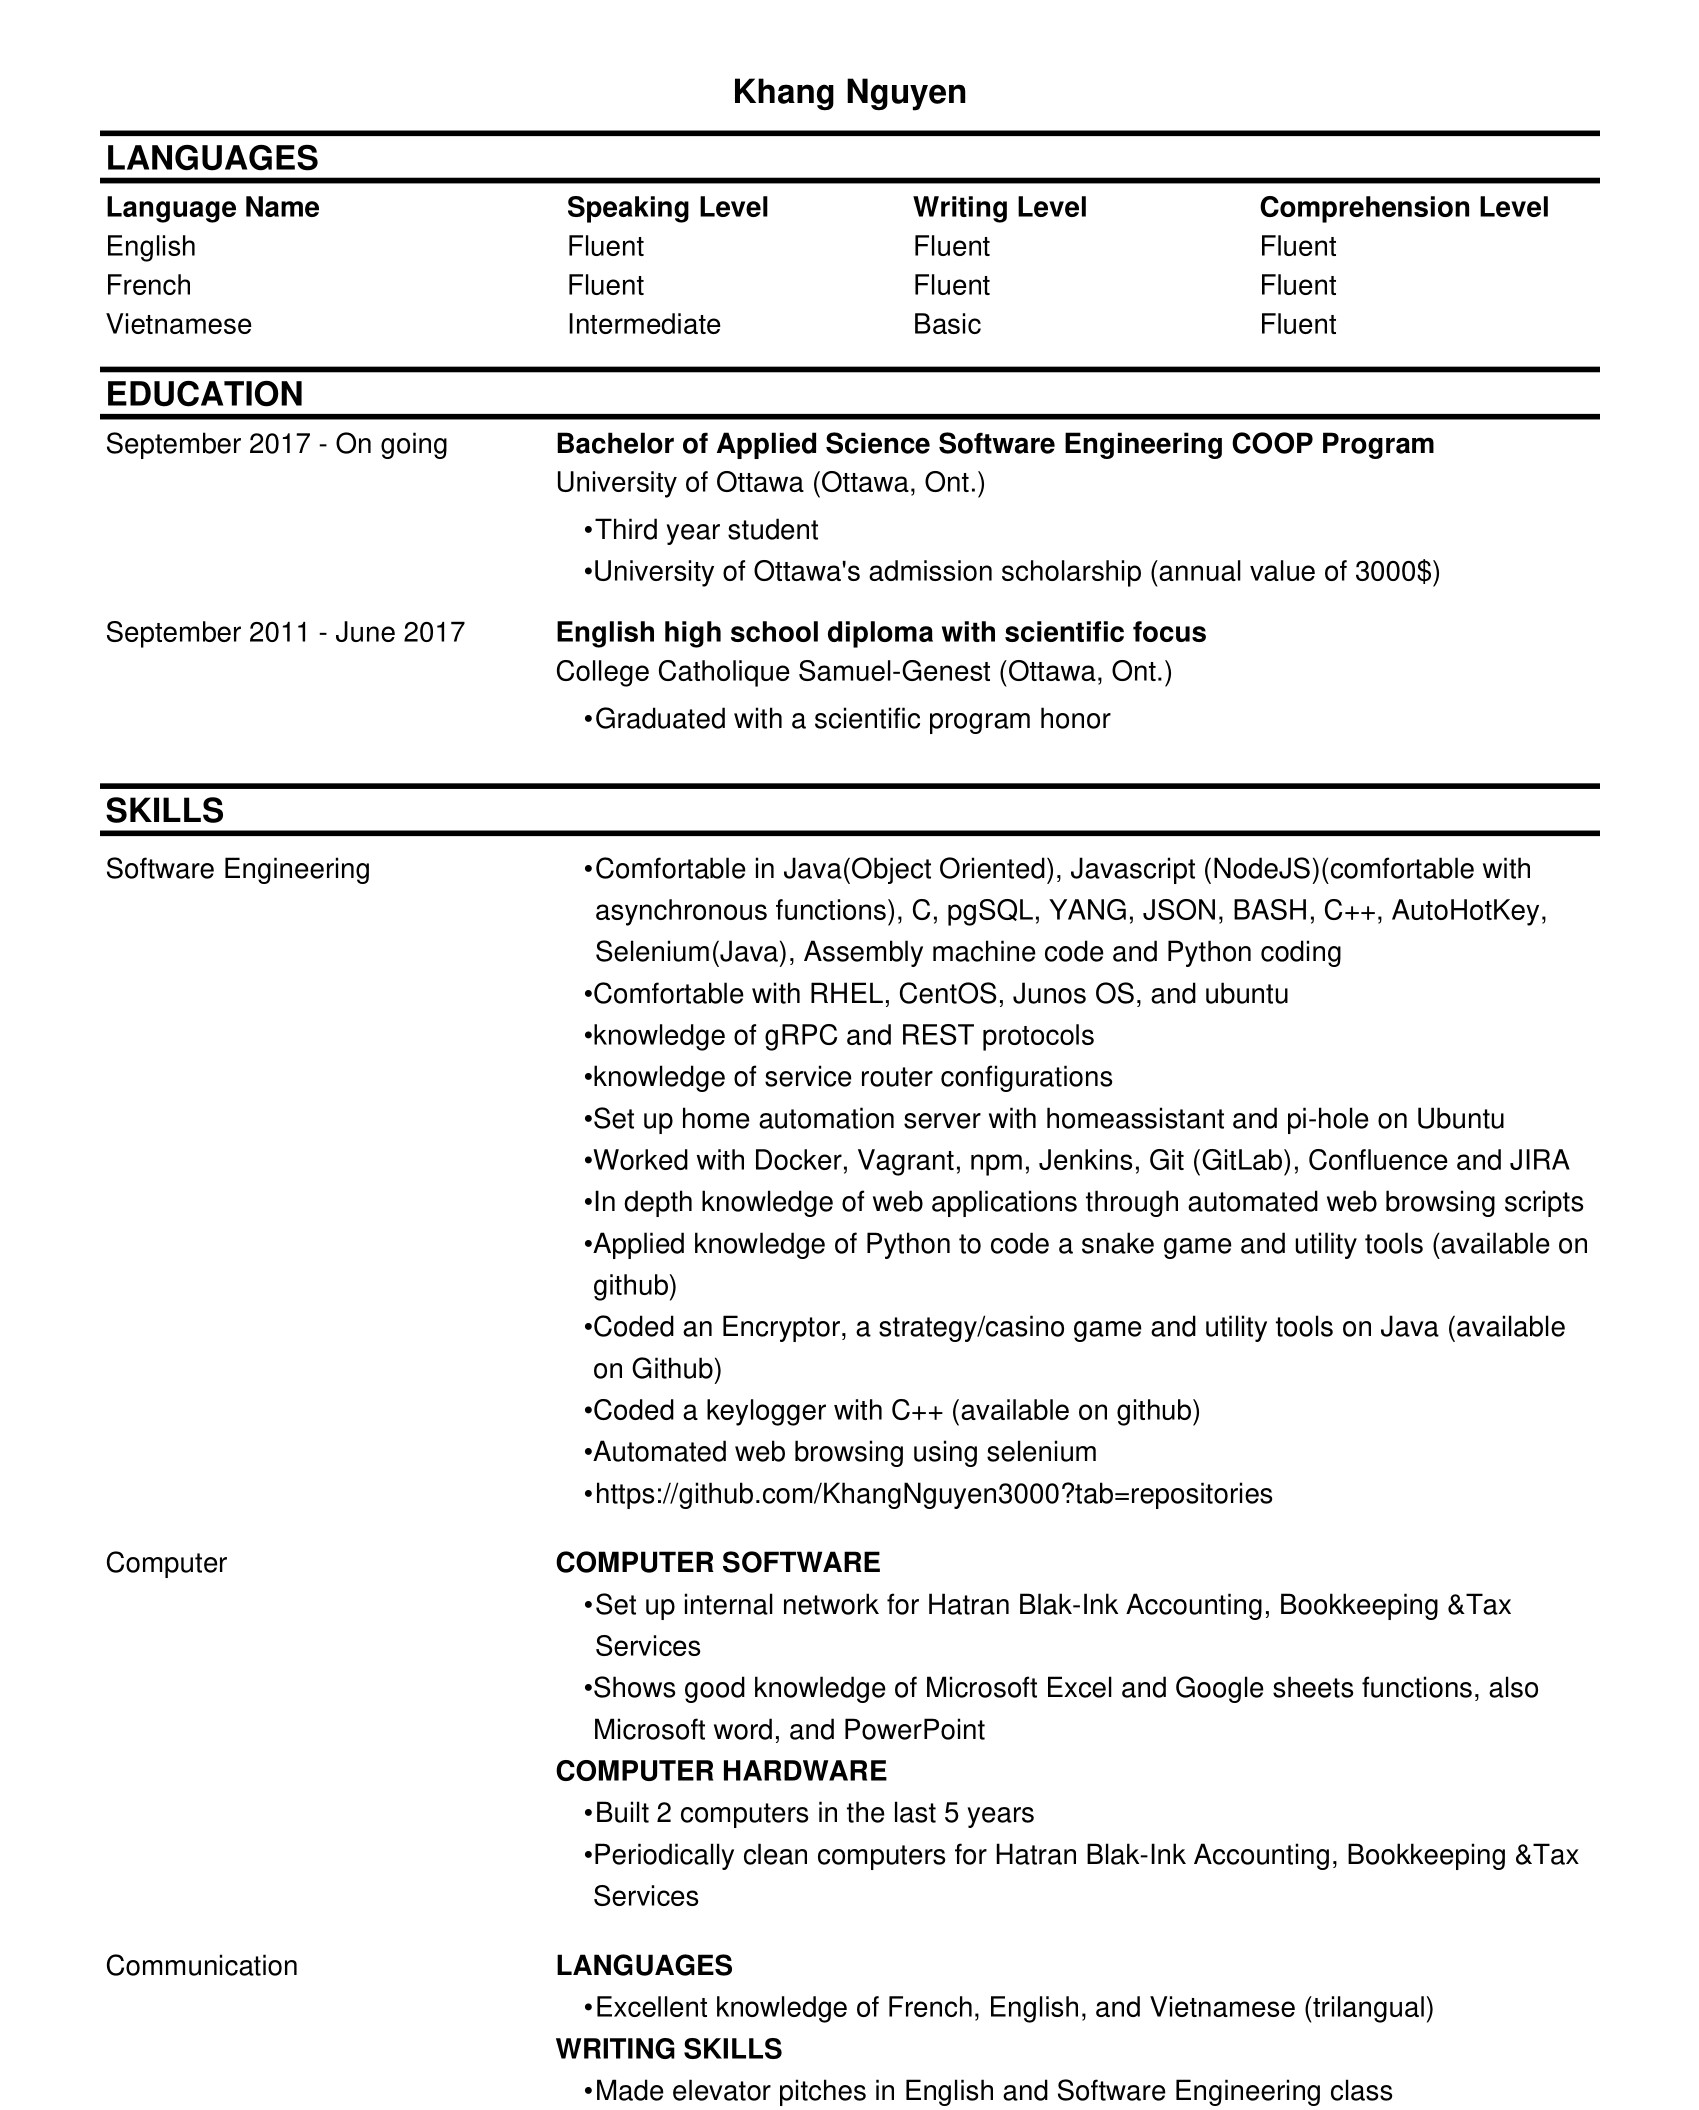 Khang Nguyen
LANGUAGES
Language Name Speaking Level Writing Level Comprehension Level
English Fluent Fluent Fluent
French Fluent Fluent Fluent
Vietnamese Intermediate Basic Fluent
EDUCATION
September 2017 - On going Bachelor of Applied Science Software Engineering COOP Program
University of Ottawa (Ottawa, Ont.)
•Third year student
•University of Ottawa's admission scholarship (annual value of 3000$)
September 2011 - June 2017 English high school diploma with scientific focus
College Catholique Samuel-Genest (Ottawa, Ont.)
•Graduated with a scientific program honor
SKILLS
Software Engineering •Comfortable in Java(Object Oriented), Javascript (NodeJS)(comfortable with
asynchronous functions), C, pgSQL, YANG, JSON, BASH, C++, AutoHotKey,
Selenium(Java), Assembly machine code and Python coding
•Comfortable with RHEL, CentOS, Junos OS, and ubuntu
•knowledge of gRPC and REST protocols
•knowledge of service router configurations
•Set up home automation server with homeassistant and pi-hole on Ubuntu
•Worked with Docker, Vagrant, npm, Jenkins, Git (GitLab), Confluence and JIRA
•In depth knowledge of web applications through automated web browsing scripts
•Applied knowledge of Python to code a snake game and utility tools (available on
github)
•Coded an Encryptor, a strategy/casino game and utility tools on Java (available
on Github)
•Coded a keylogger with C++ (available on github)
•Automated web browsing using selenium
•https://github.com/KhangNguyen3000?tab=repositories
Computer COMPUTER SOFTWARE
•Set up internal network for Hatran Blak-Ink Accounting, Bookkeeping &Tax
Services
•Shows good knowledge of Microsoft Excel and Google sheets functions, also
Microsoft word, and PowerPoint
COMPUTER HARDWARE
•Built 2 computers in the last 5 years
•Periodically clean computers for Hatran Blak-Ink Accounting, Bookkeeping &Tax
Services
Communication LANGUAGES
•Excellent knowledge of French, English, and Vietnamese (trilangual)
WRITING SKILLS
•Made elevator pitches in English and Software Engineering class